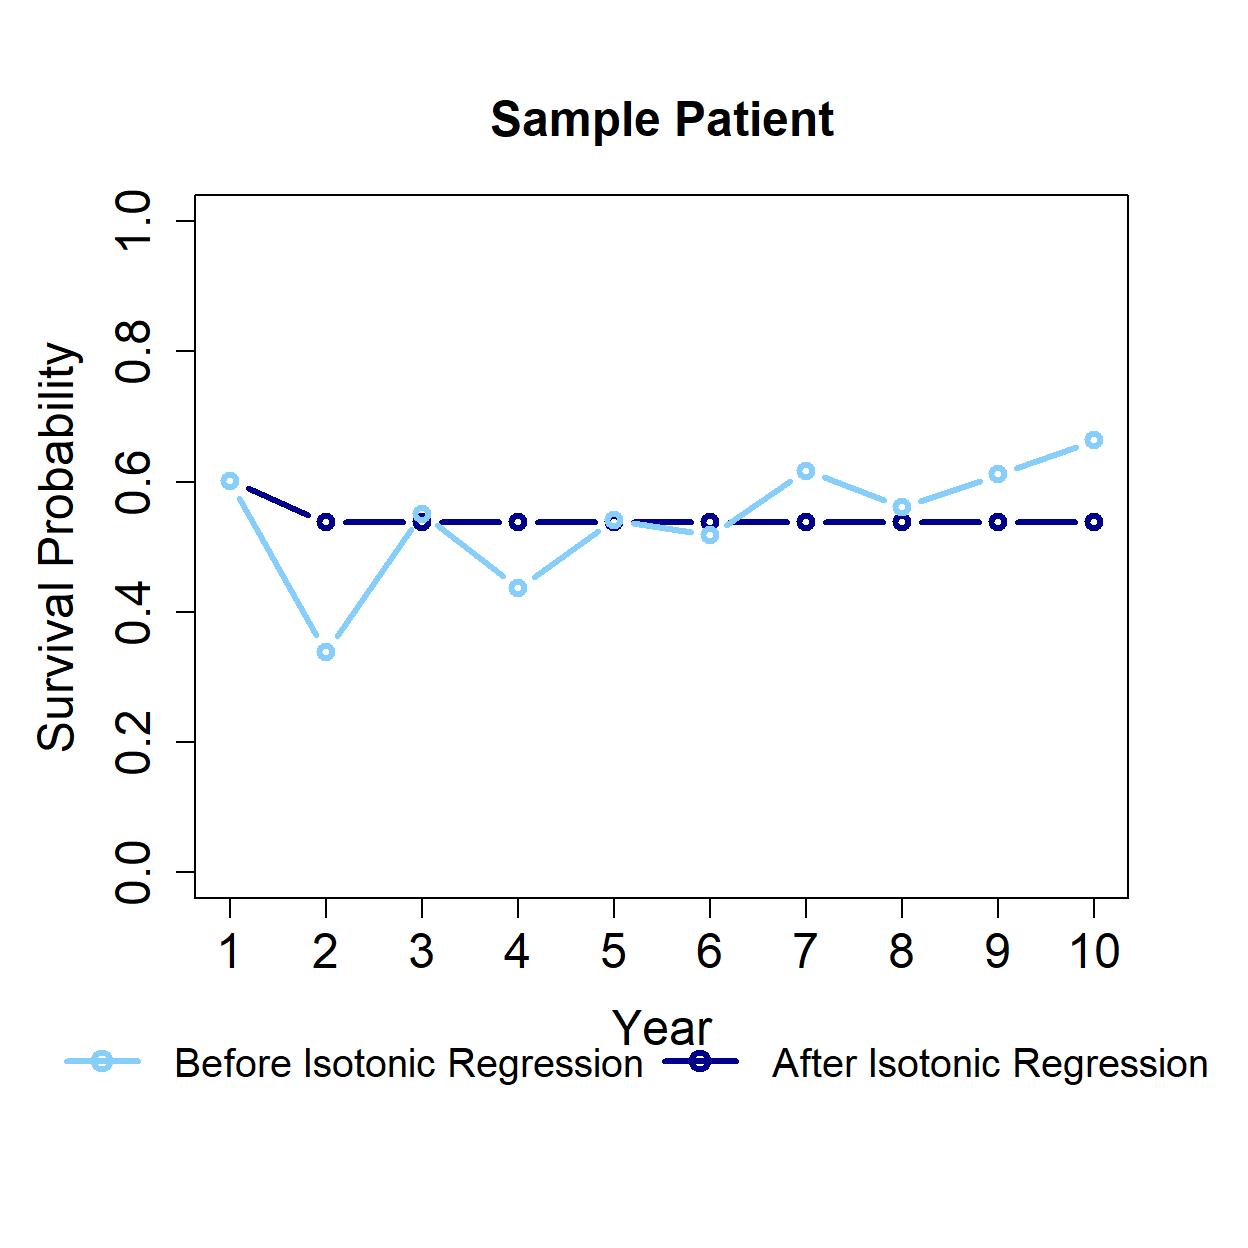 Sample Patient
Survival Probability
1.0
0.8
0.6
0.4
0.2
0.0
1 2 3 4 5 6 7 8 9 10
Year
Before Isotonic Regression After Isotonic Regression